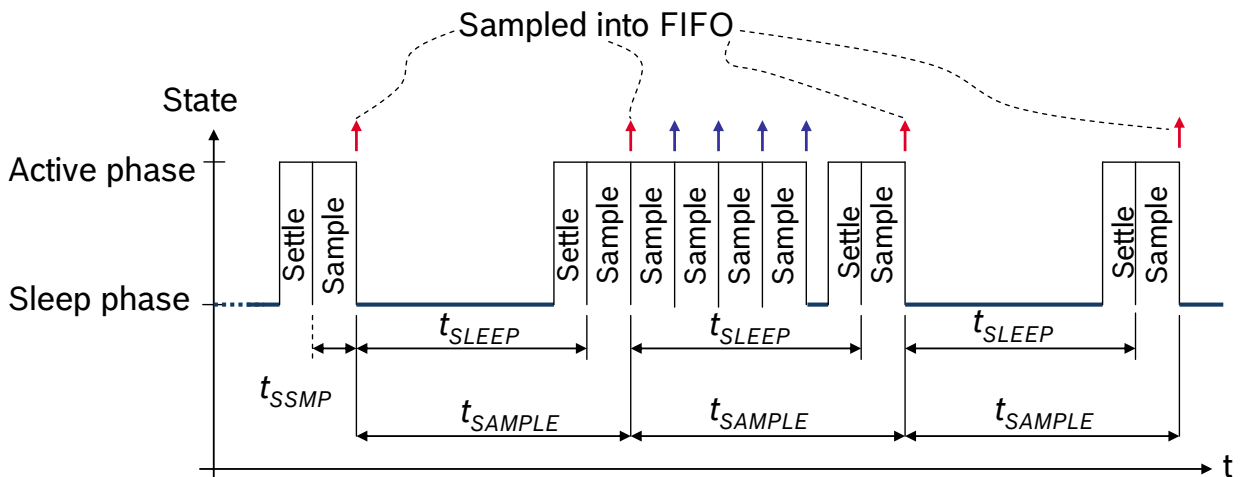 Sampled into FIFO
State
Active phase
Settle
Sample
Settle
Sample
Sample
Sample
Sample
Sample
Settle
Sample
Settle
Sample
Sleep phase
tSLEEP
tSLEEP
tSLEEP
tSSMP
tSAMPLE
tSAMPLE
tSAMPLE
t